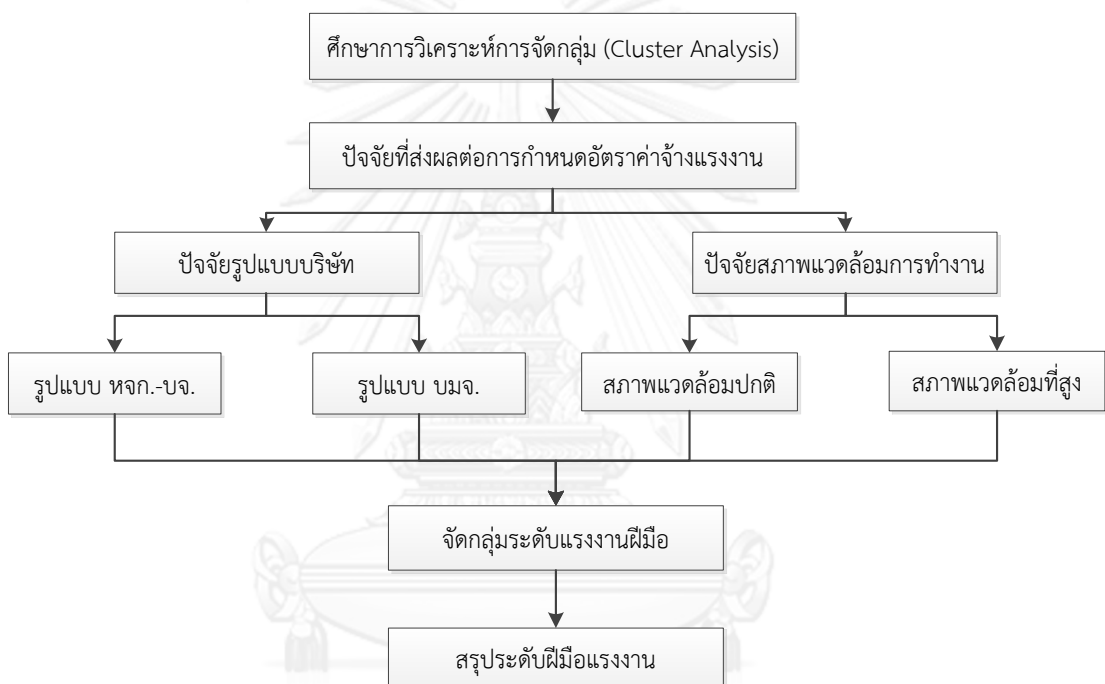 ศึกษาการวิเคราะห์การจัดกลุ่ม (Cluster Analysis)
ปัจจัยที่ส่งผลต่อการกำหนดอัตราค่าจ้างแรงงาน
ปัจจัยรูปแบบบริษัท
ปัจจัยสภาพแวดล้อมการทำงาน
รูปแบบ หจก.-บจ.
รูปแบบ บมจ.
สภาพแวดล้อมปกติ
สภาพแวดล้อมที่สูง
จัดกลุ่มระดับแรงงานฝีมือ
สรุประดับฝีมือแรงงาน